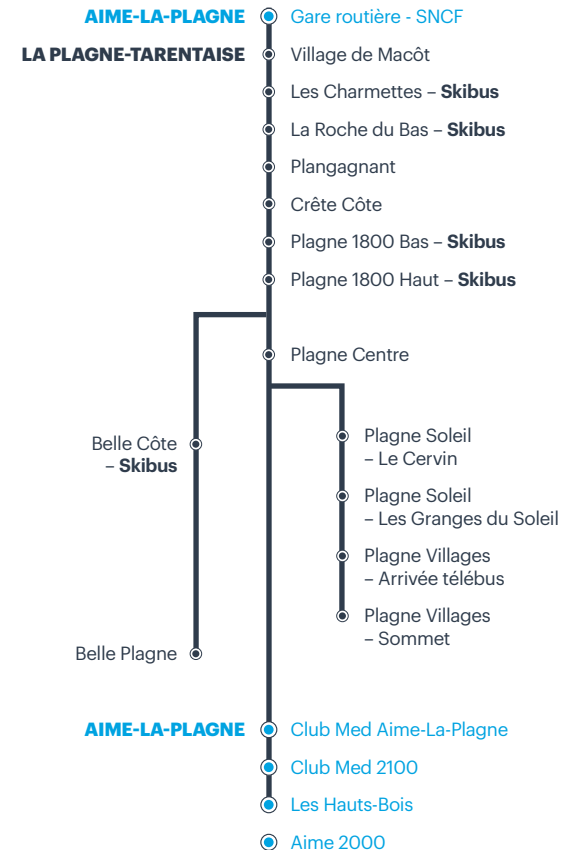 AIME-LA-PLAGNE Gare routière - SNCF
LA PLAGNE-TARENTAISE Village de Macôt
Les Charmettes – Skibus
La Roche du Bas – Skibus
Plangagnant
Crête Côte
Plagne 1800 Bas – Skibus
Plagne 1800 Haut – Skibus
Plagne Centre
Belle Côte
– Skibus
Plagne Soleil
– Le Cervin
Plagne Soleil
– Les Granges du Soleil
Plagne Villages
– Arrivée télébus
Plagne Villages
– Sommet
Belle Plagne
AIME-LA-PLAGNE Club Med Aime-La-Plagne
Club Med 2100
Les Hauts-Bois
Aime 2000